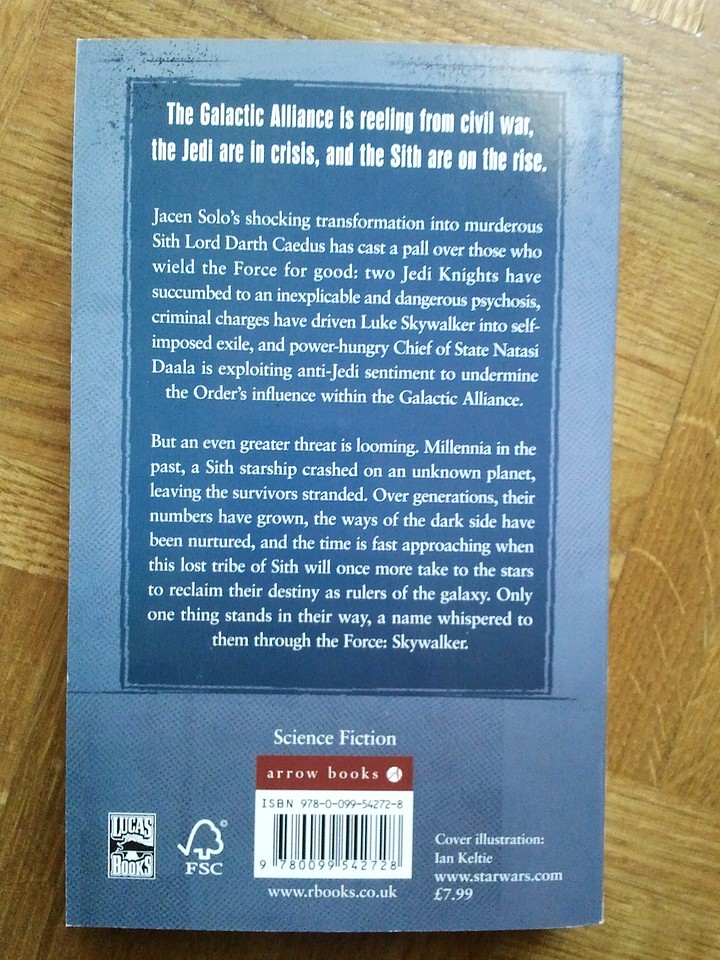 The Galactic Alliance is reeling from civil war,
the Jedi are in crisis, and the Sith are on the rise.
Jacen Solo's shocking transformation into murderous
Sith Lord Darth Caedus has cast a pall over those who
wield the Force for good: two Jedi Knights have
succumbed to an inexplicable and dangerous psychosis,
criminal charges have driven Luke Skywalker into self-
imposed exile, and power-hungry Chief of State Natasi
Daala is exploiting anti-Jedi sentiment to undermine
the Order's influence within the Galactic Alliance.
But an even greater threat is looming. Millennia in the
past, a Sith starship crashed on an unknown planet,
leaving the survivors stranded. Over generations, their
numbers have grown, the ways of the dark side have
been nurtured, and the time is fast approaching when
this lost tribe of Sith will once more take to the stars
to reclaim their destiny as rulers of the galaxy. Only
one thing stands in their way, a name whispered to
them through the Force: Skywalker.
Science Fiction
arrow books
ISBN 978-0-099-54272-8
9 780099 542728
www.rbooks.co.uk
LUCAS
BOOKS
©
FSC
Cover illustration:
Ian Keltie
www.starwars.com
£7.99